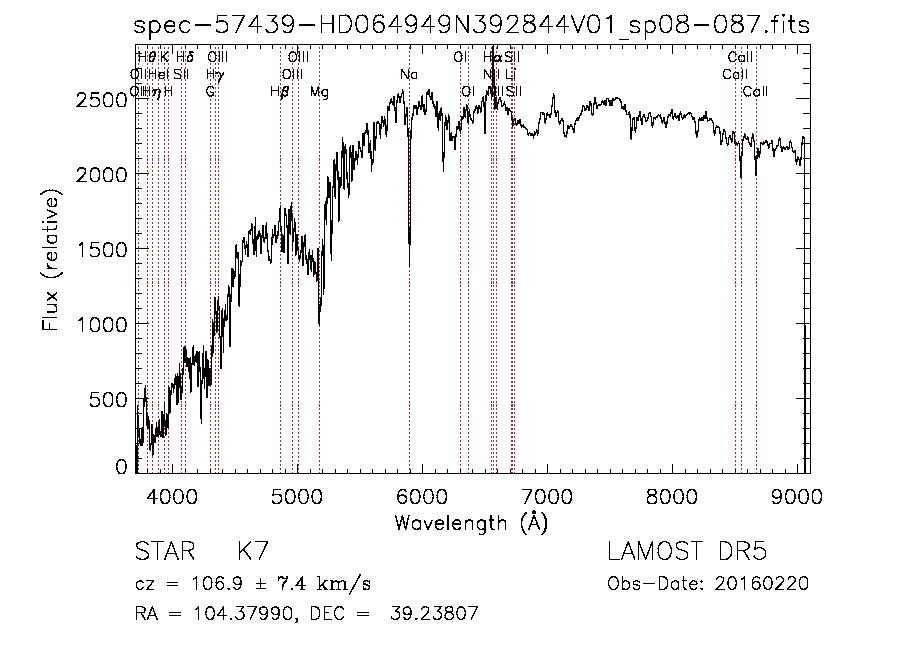 spec-57439-HD064949N392844V01_sp08-087.fits
Hθ K Hδ OIII OIII OI Hα SII CaII
OII HeI SII Hγ OIII Na NII Li CaII
OII Hη H G Hβ Mg OI NII SII CaII
2500
2000
1500
1000
500
0
Flux (relative)
4000 5000 6000 7000 8000 9000
Wavelength (Å)
STAR K7 LAMOST DR5
cz = 106.9 ± 7.4 km/s Obs-Date: 20160220
RA = 104.37990, DEC = 39.23807